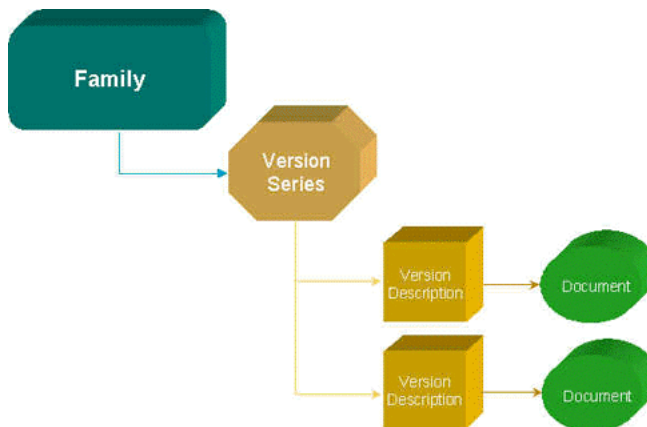 Family
Version
Series
Version
Description
Document
Version
Description
Document